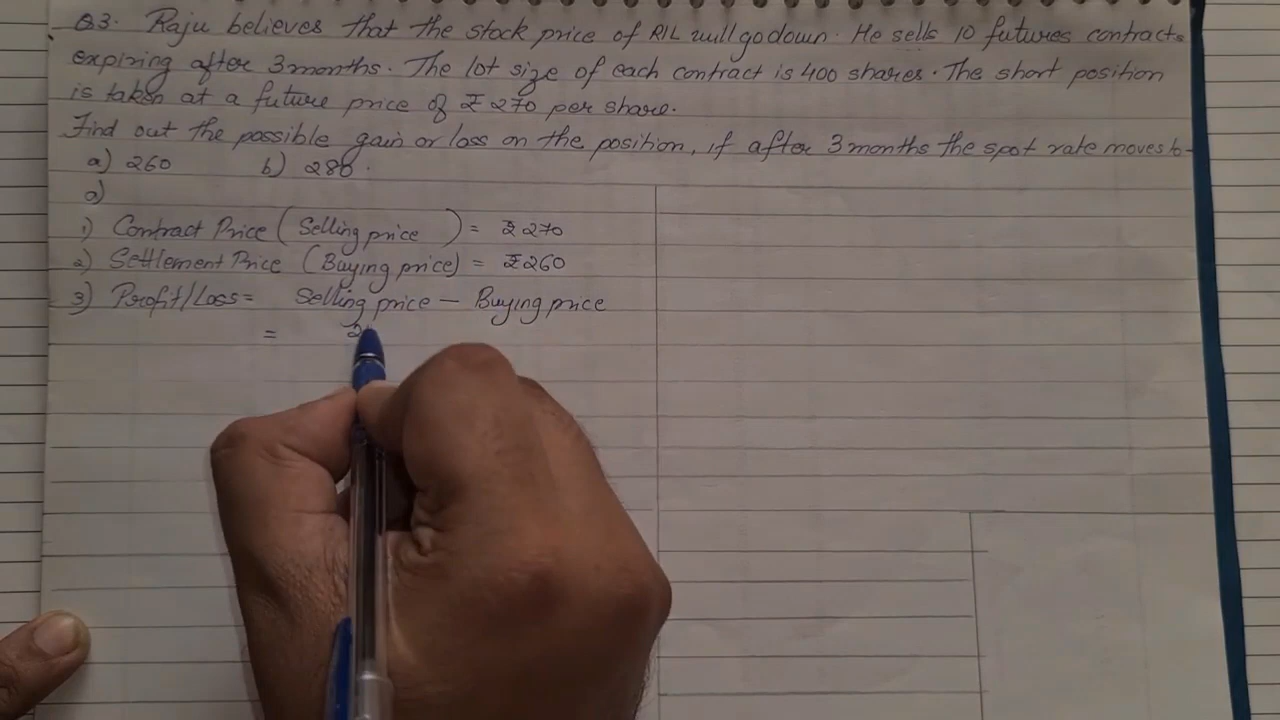 Q3. Raju believes that the stock price of RIL will go down. He sells 10 futures contracts
expiring after 3 months. The lot size of each contract is 400 shares. The short position
is taken at a future price of ₹ 270 per share.
Find out the possible gain or loss on the position, if after 3 months the spot rate moves to-
a) 260 b) 280.
a)
1) Contract Price (Selling price ) = ₹ 270
2) Settlement Price (Buying price) = ₹ 260
3) Profit/Loss = Selling price - Buying price
= 2